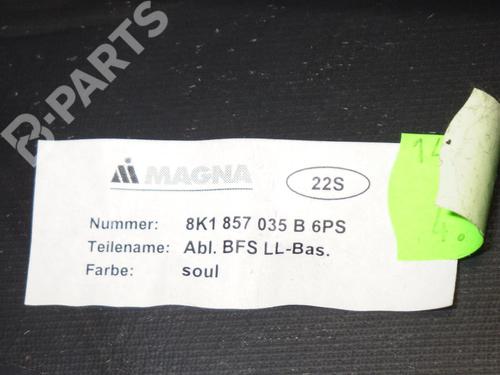 B-PARTS
MAGNA
22S
Nummer: 8K1 857 035 B 6PS
Teilename: Abl. BFS LL-Bas.
Farbe: soul